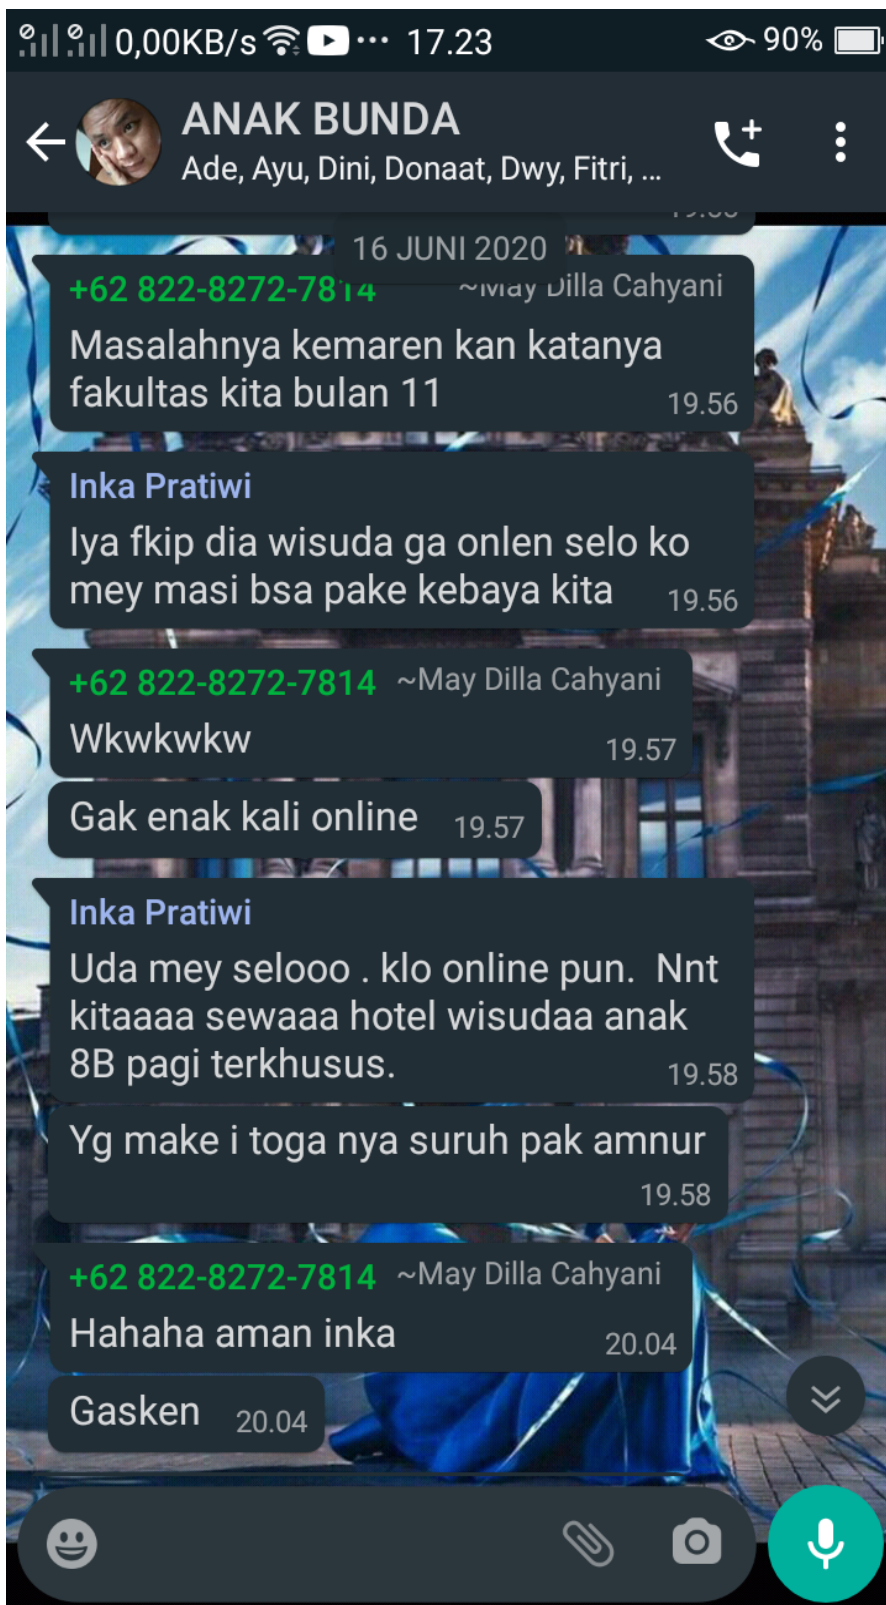 0,00KB/s ... 17.23 90%
ANAK BUNDA
Ade, Ayu, Dini, Donaat, Dwy, Fitri, ...
16 JUNI 2020
+62 822-8272-7814 ~May Dilla Cahyani
Masalahnya kemaren kan katanya
fakultas kita bulan 11 19.56
Inka Pratiwi
Iya fkip dia wisuda ga onlen selo ko
mey masi bsa pake kebaya kita 19.56
+62 822-8272-7814 ~May Dilla Cahyani
Wkwkwkw 19.57
Gak enak kali online 19.57
Inka Pratiwi
Uda mey selooo . klo online pun. Nnt
kitaaaa sewaaa hotel wisudaa anak
8B pagi terkhusus. 19.58
Yg make i toga nya suruh pak amnur
19.58
+62 822-8272-7814 ~May Dilla Cahyani
Hahaha aman inka 20.04
Gasken 20.04